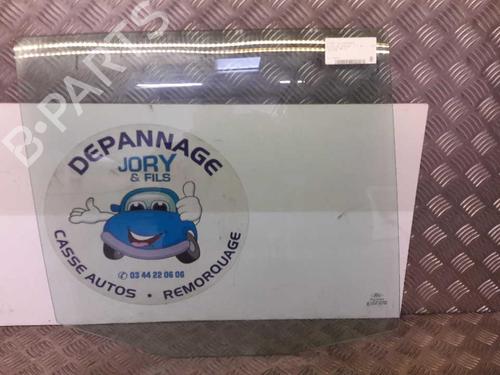 B-PARTS
DEPANNAGE
JORY
& FILS
03 44 22 06 06
CASSE AUTOS • REMORQUAGE